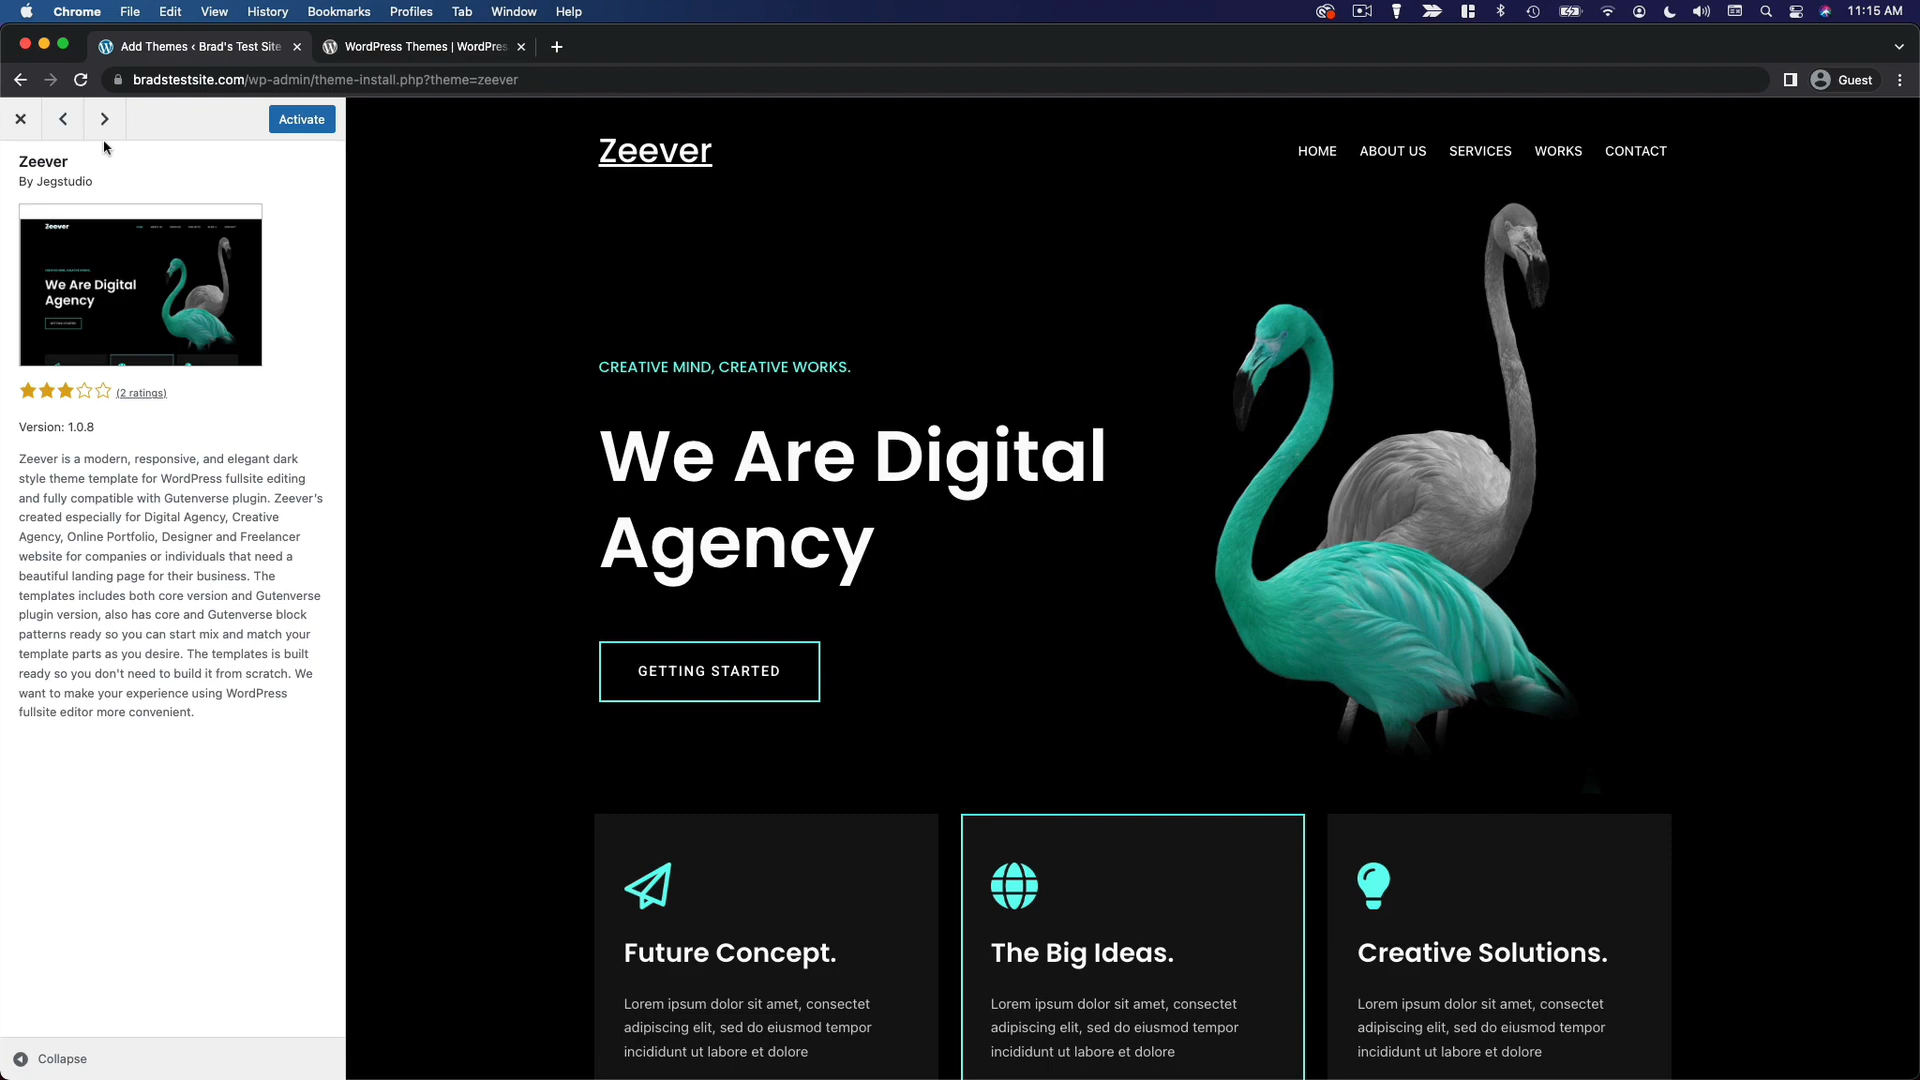 Chrome File Edit View History Bookmarks Profiles Tab Window Help 11:15 AM
Add Themes ‹ Brad's Test Site
WordPress Themes | WordPres
bradstestsite.com/wp-admin/theme-install.php?theme=zeever
Guest
Activate
Zeever
By Jegstudio
Zeever
We Are Digital
Agency
(2 ratings)
Version: 1.0.8
Zeever is a modern, responsive, and elegant dark
style theme template for WordPress fullsite editing
and fully compatible with Gutenverse plugin. Zeever's
created especially for Digital Agency, Creative
Agency, Online Portfolio, Designer and Freelancer
website for companies or individuals that need a
beautiful landing page for their business. The
templates includes both core version and Gutenverse
plugin version, also has core and Gutenverse block
patterns ready so you can start mix and match your
template parts as you desire. The templates is built
ready so you don't need to build it from scratch. We
want to make your experience using WordPress
fullsite editor more convenient.
Collapse
Zeever
HOME ABOUT US SERVICES WORKS CONTACT
CREATIVE MIND, CREATIVE WORKS.
We Are Digital
Agency
GETTING STARTED
Future Concept.
Lorem ipsum dolor sit amet, consectet
adipiscing elit, sed do eiusmod tempor
incididunt ut labore et dolore
The Big Ideas.
Lorem ipsum dolor sit amet, consectet
adipiscing elit, sed do eiusmod tempor
incididunt ut labore et dolore
Creative Solutions.
Lorem ipsum dolor sit amet, consectet
adipiscing elit, sed do eiusmod tempor
incididunt ut labore et dolore